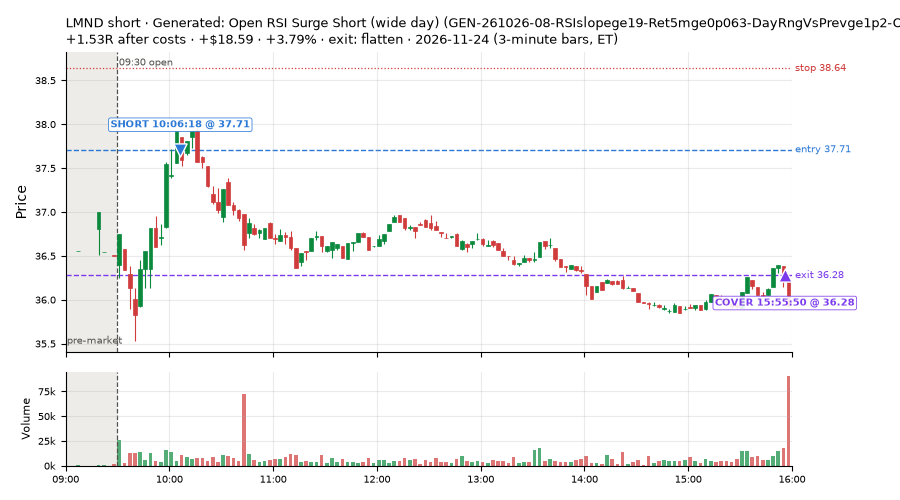 LMND short · Generated: Open RSI Surge Short (wide day) (GEN-261026-08-RSIslopege19-Ret5mge0p063-DayRngVsPrevge1p2-C
+1.53R after costs · +$18.59 · +3.79% · exit: flatten · 2026-11-24 (3-minute bars, ET)
09:30 open
stop 38.64
38.5
SHORT 10:06:18 @ 37.71
38.0
entry 37.71
37.5
Price
37.0
36.5
exit 36.28
COVER 15:55:50 @ 36.28
36.0
pre-market
35.5
75k
Volume
50k
25k
0k
09:00 10:00 11:00 12:00 13:00 14:00 15:00 16:00